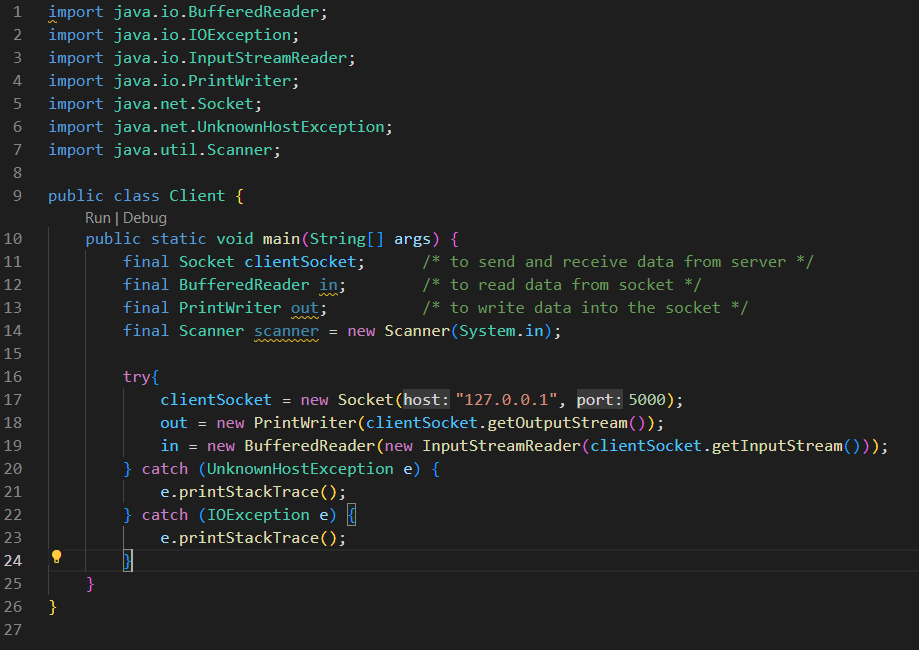 1 import java.io.BufferedReader;
2 import java.io.IOException;
3 import java.io.InputStreamReader;
4 import java.io.PrintWriter;
5 import java.net.Socket;
6 import java.net.UnknownHostException;
7 import java.util.Scanner;
8
9 public class Client {
Run | Debug
10 public static void main(String[] args) {
11 final Socket clientSocket; /* to send and receive data from server */
12 final BufferedReader in; /* to read data from socket */
13 final PrintWriter out; /* to write data into the socket */
14 final Scanner scanner = new Scanner(System.in);
15
16 try{
17 clientSocket = new Socket(host: "127.0.0.1", port: 5000);
18 out = new PrintWriter(clientSocket.getOutputStream());
19 in = new BufferedReader(new InputStreamReader(clientSocket.getInputStream()));
20 } catch (UnknownHostException e) {
21 e.printStackTrace();
22 } catch (IOException e) {
23 e.printStackTrace();
24 }
25 }
26 }
27